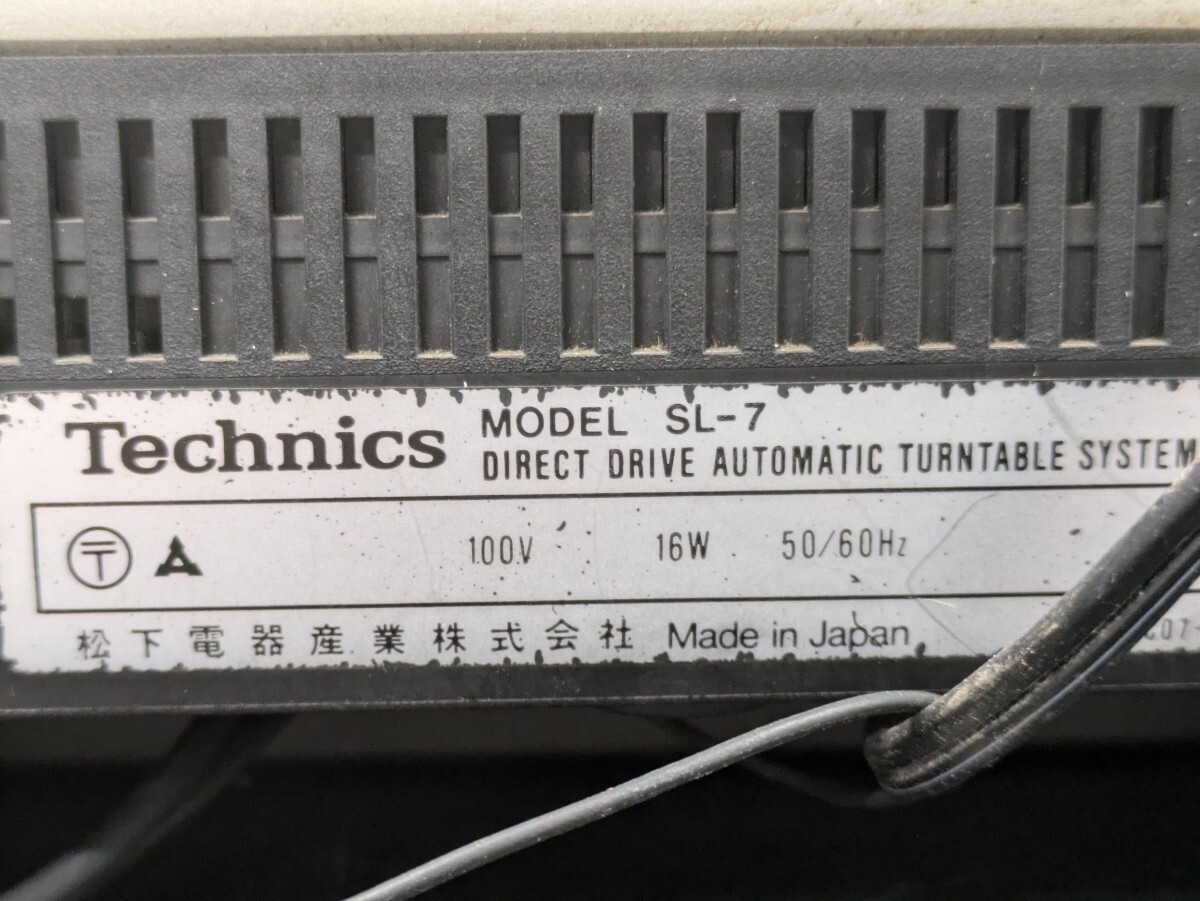 Technics MODEL SL-7
DIRECT DRIVE AUTOMATIC TURNTABLE SYSTEM
〒 A 100V 16W 50/60Hz
松下電器産業株式会社 Made in Japan